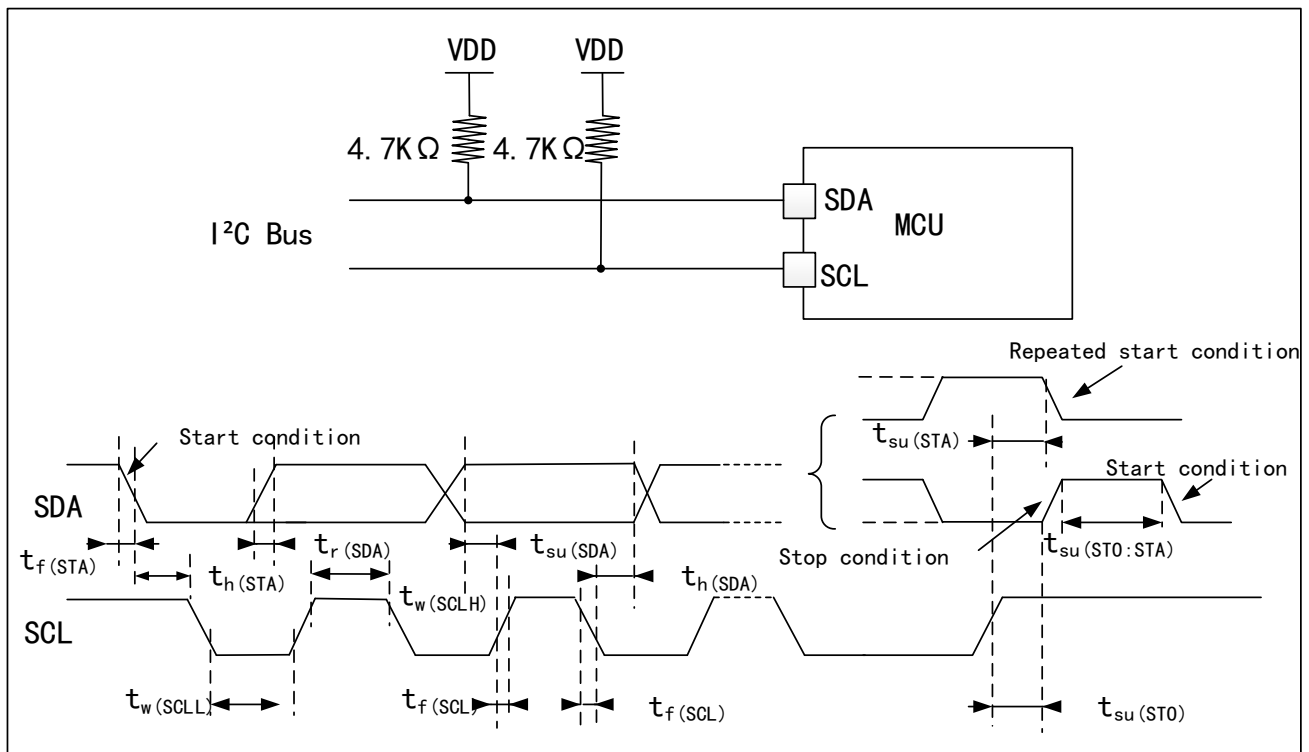 VDD VDD
4.7KΩ 4.7KΩ
SDA
MCU
I²C Bus
SCL
Repeated start condition
Start condition
tsu(STA)
Start condition
SDA
tf(STA)
th(STA)
tr(SDA)
tsu(SDA)
Stop condition
tsu(STO:STA)
tw(SCLH)
th(SDA)
SCL
tw(SCLL)
tf(SCL)
tf(SCL)
tsu(STO)